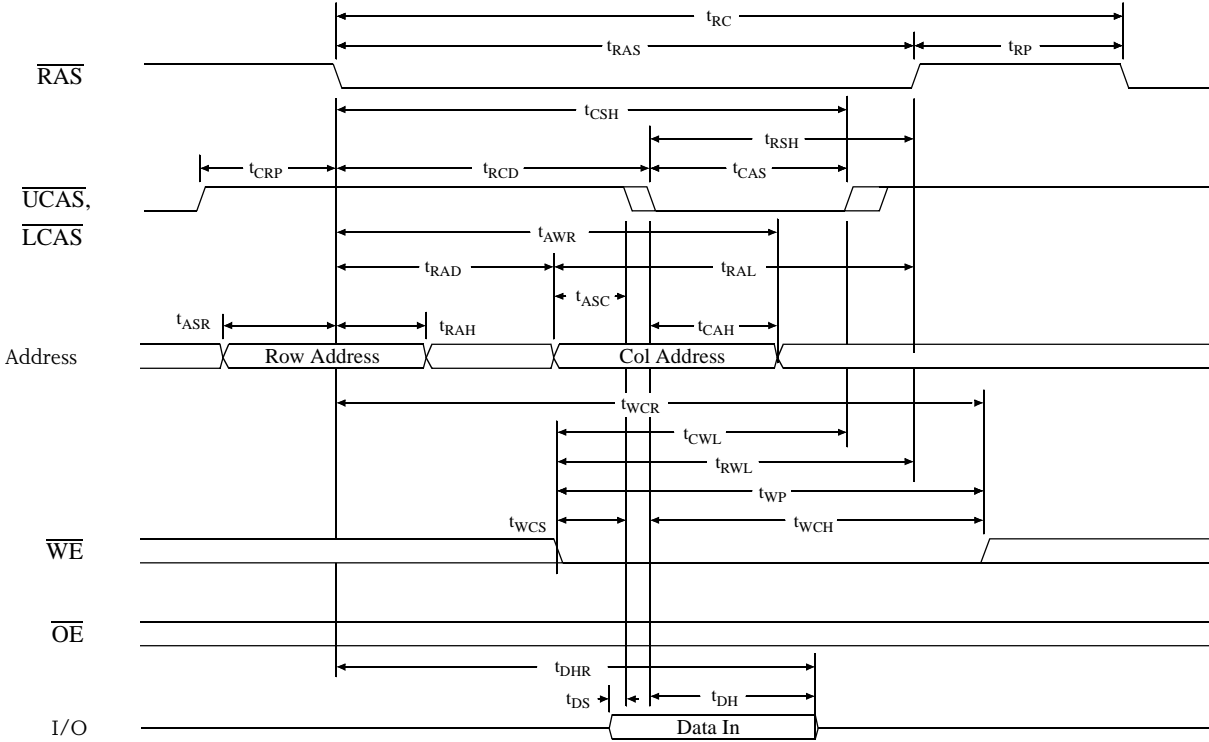 tRC
tRAS
tRP
RAS
tCSH
tRSH
tCRP
tRCD
tCAS
UCAS,
LCAS
tAWR
tRAD
tRAL
tASC
tASR
tRAH
tCAH
Address
Row Address
Col Address
tWCR
tCWL
tRWL
tWP
tWCS
tWCH
WE
OE
tDHR
tDS
tDH
I/O
Data In